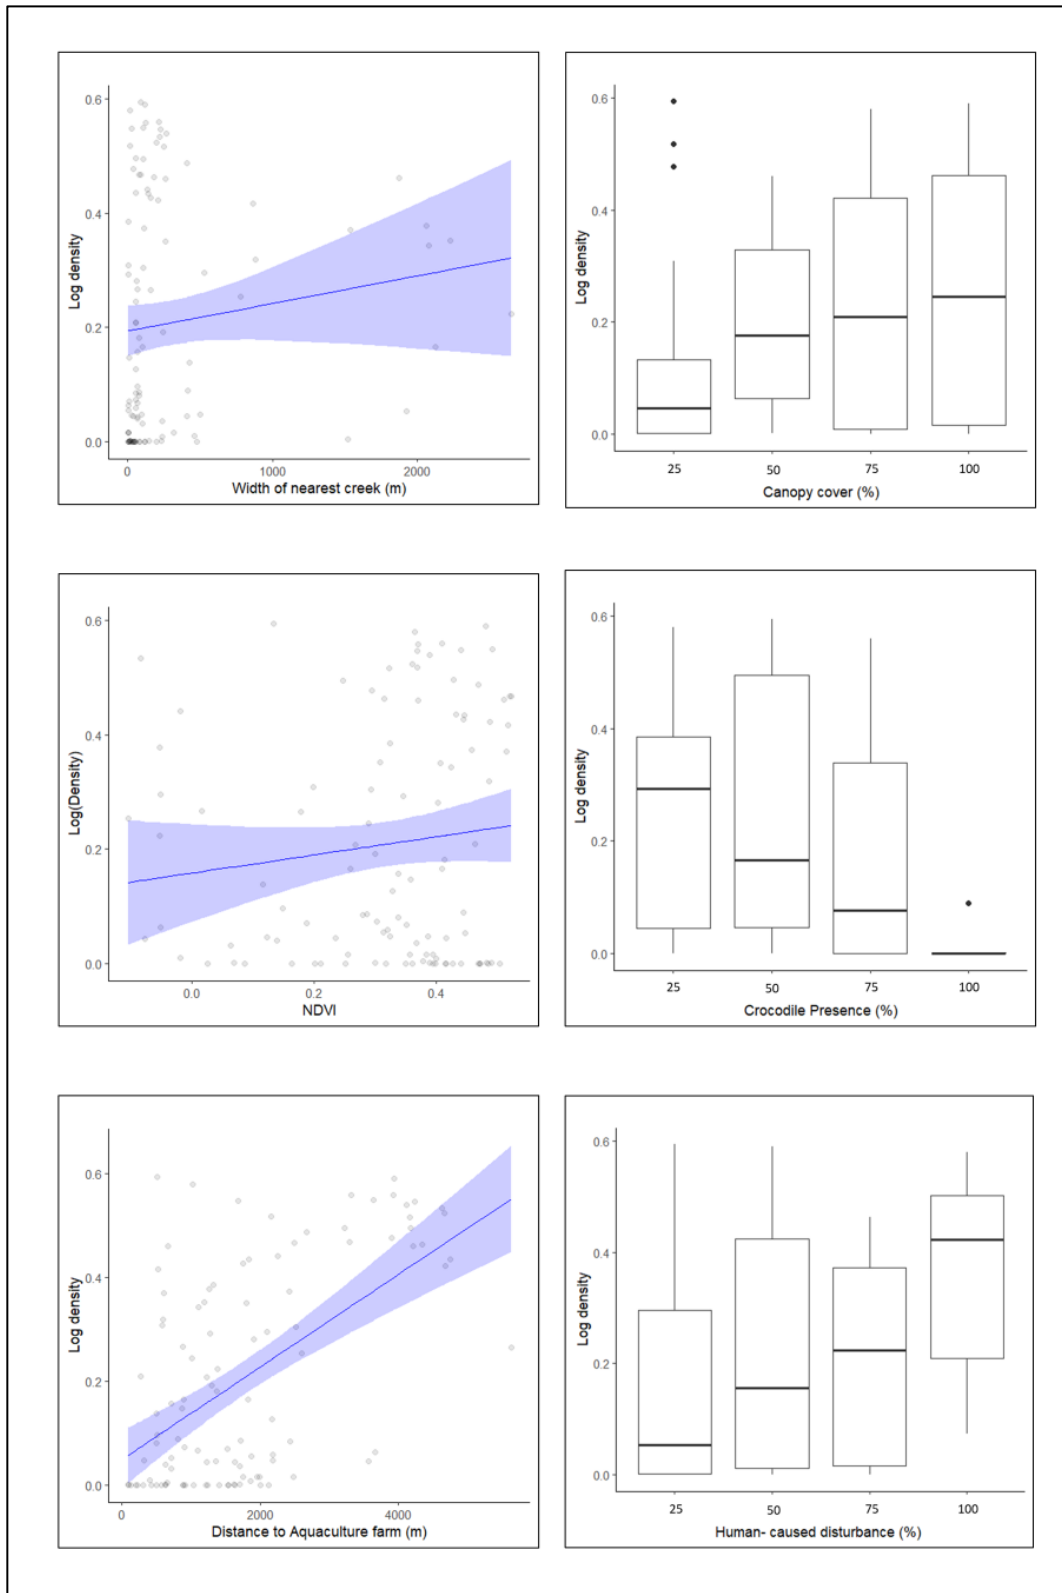 Log density
0.6
0.4
0.2
0.0
0 1000 2000
Width of nearest creek (m)
Log density
0.6
0.4
0.2
0.0
25 50 75 100
Canopy cover (%)
Log(Density)
0.6
0.4
0.2
0.0
0.0 0.2 0.4
NDVI
Log density
0.6
0.4
0.2
0.0
25 50 75 100
Crocodile Presence (%)
Log density
0.6
0.4
0.2
0.0
0 2000 4000
Distance to Aquaculture farm (m)
Log density
0.6
0.4
0.2
0.0
25 50 75 100
Human- caused disturbance (%)